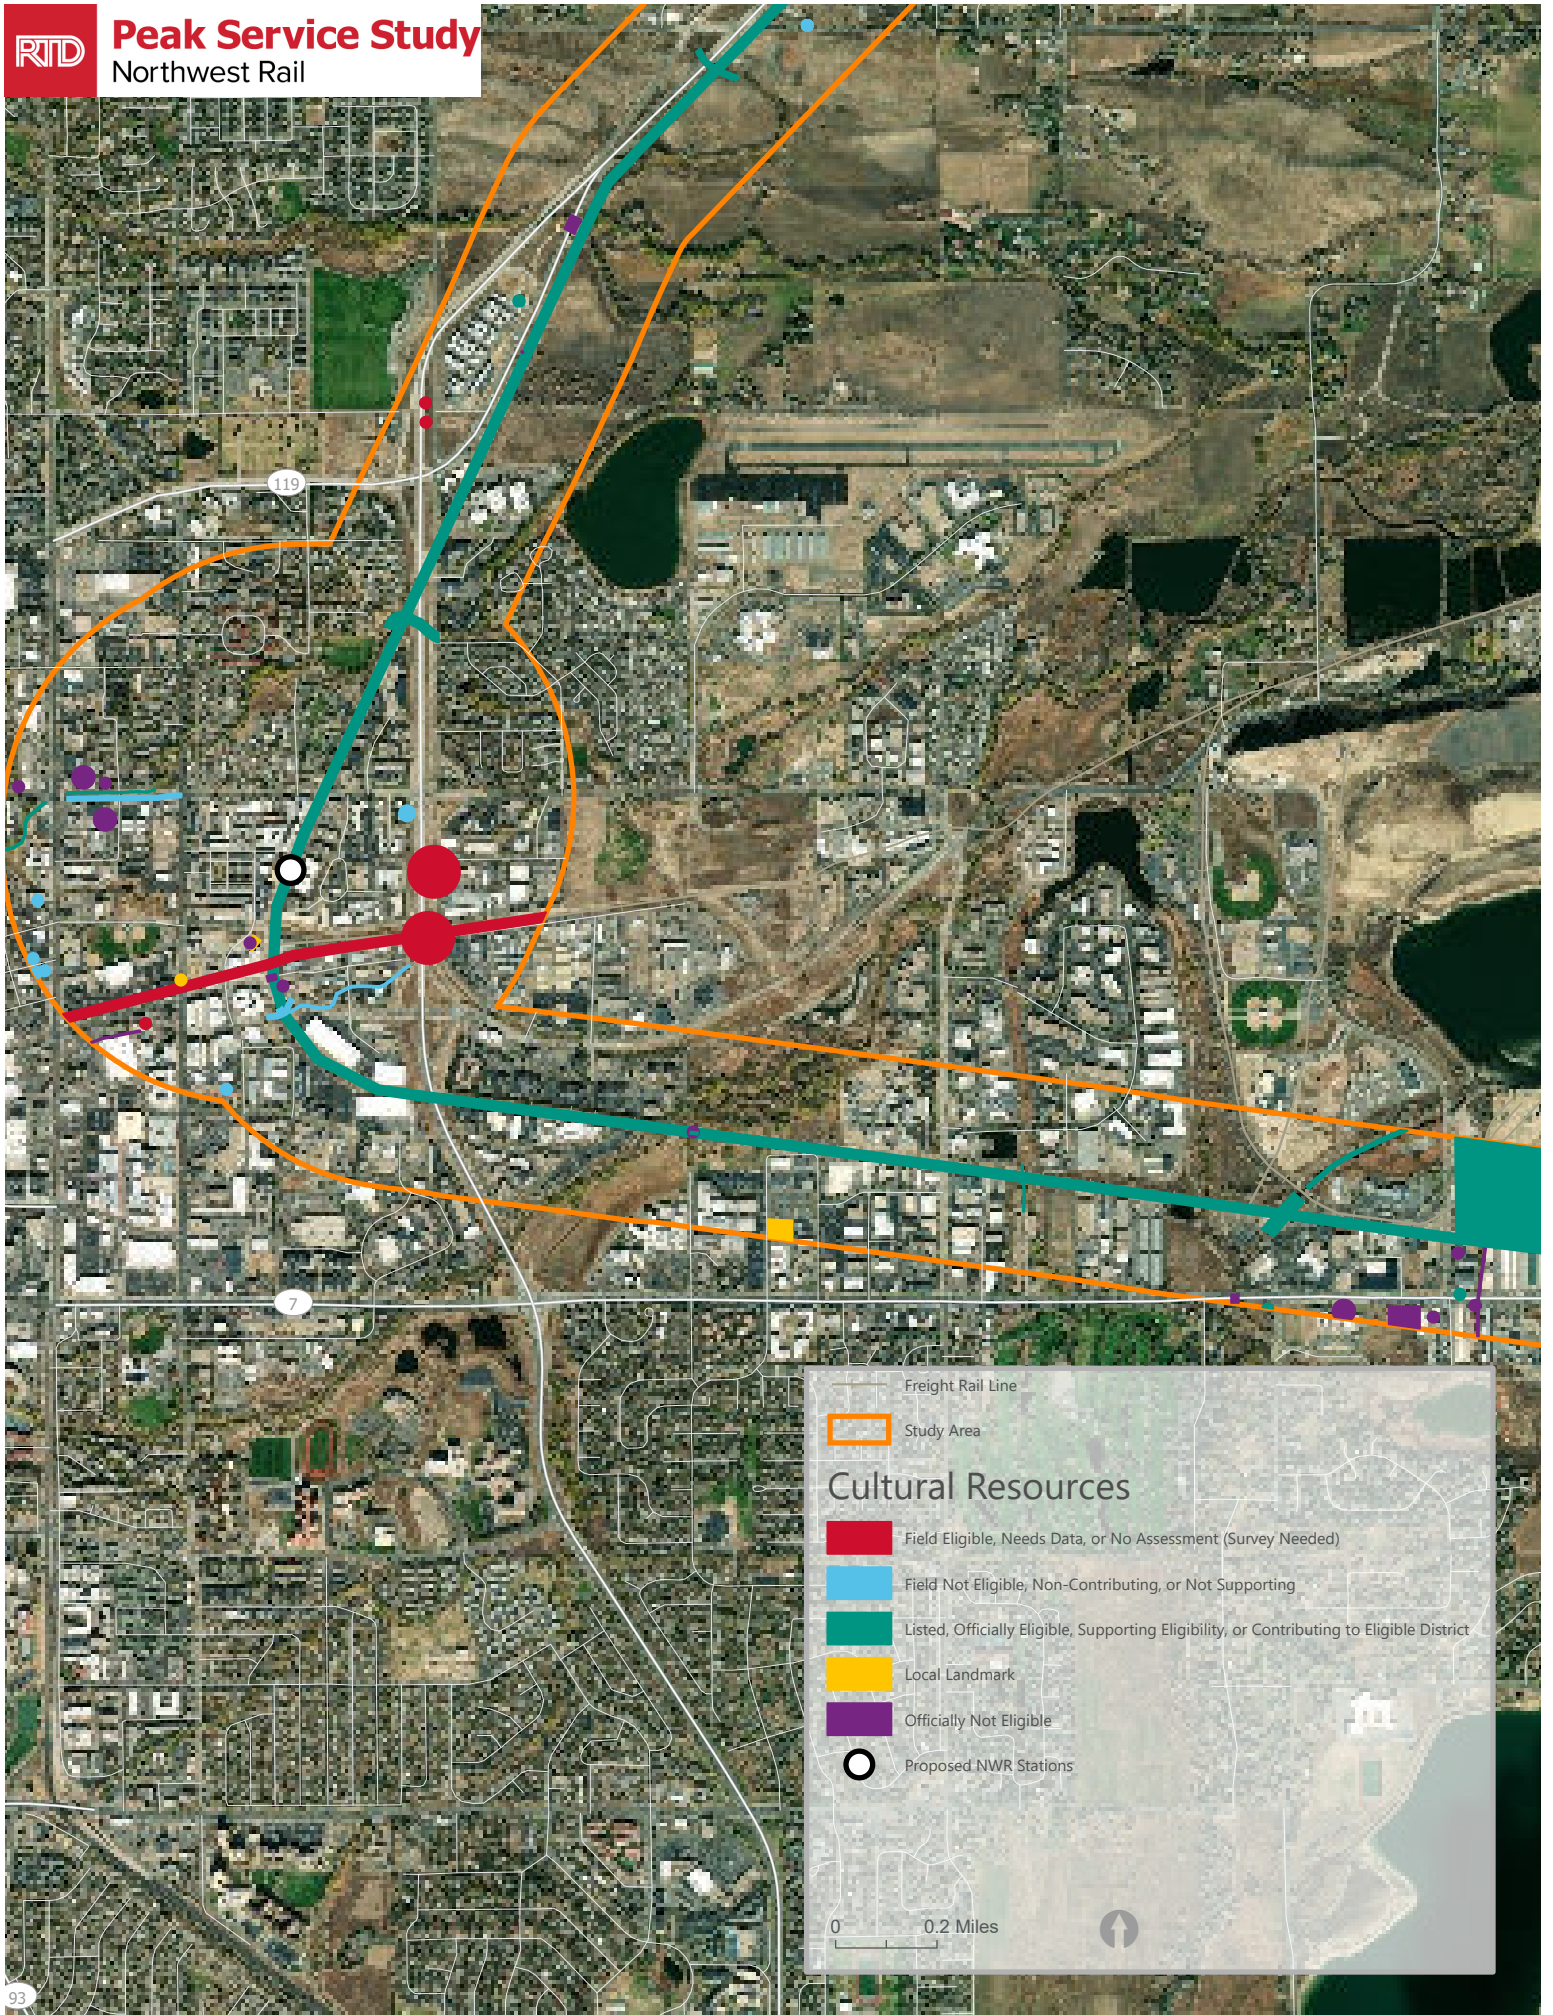 RTD
Peak Service Study
Northwest Rail
119
7
Freight Rail Line
Study Area
Cultural Resources
Field Eligible, Needs Data, or No Assessment (Survey Needed)
Field Not Eligible, Non-Contributing, or Not Supporting
Listed, Officially Eligible, Supporting Eligibility, or Contributing to Eligible District
Local Landmark
Officially Not Eligible
Proposed NWR Stations
0 0.2 Miles
93